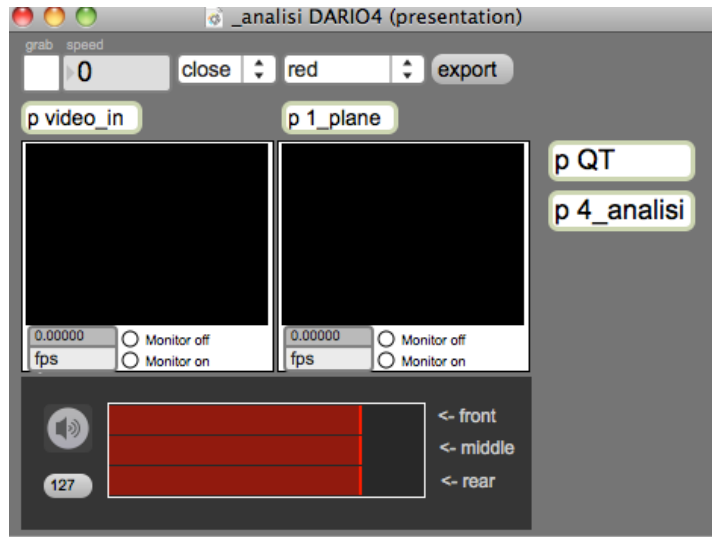 _analisi DARIO4 (presentation)
grab speed
0 close red export
p video_in p 1_plane
p QT
p 4_analisi
0.00000 Monitor off 0.00000 Monitor off
fps Monitor on fps Monitor on
<- front
<- middle
127 <- rear